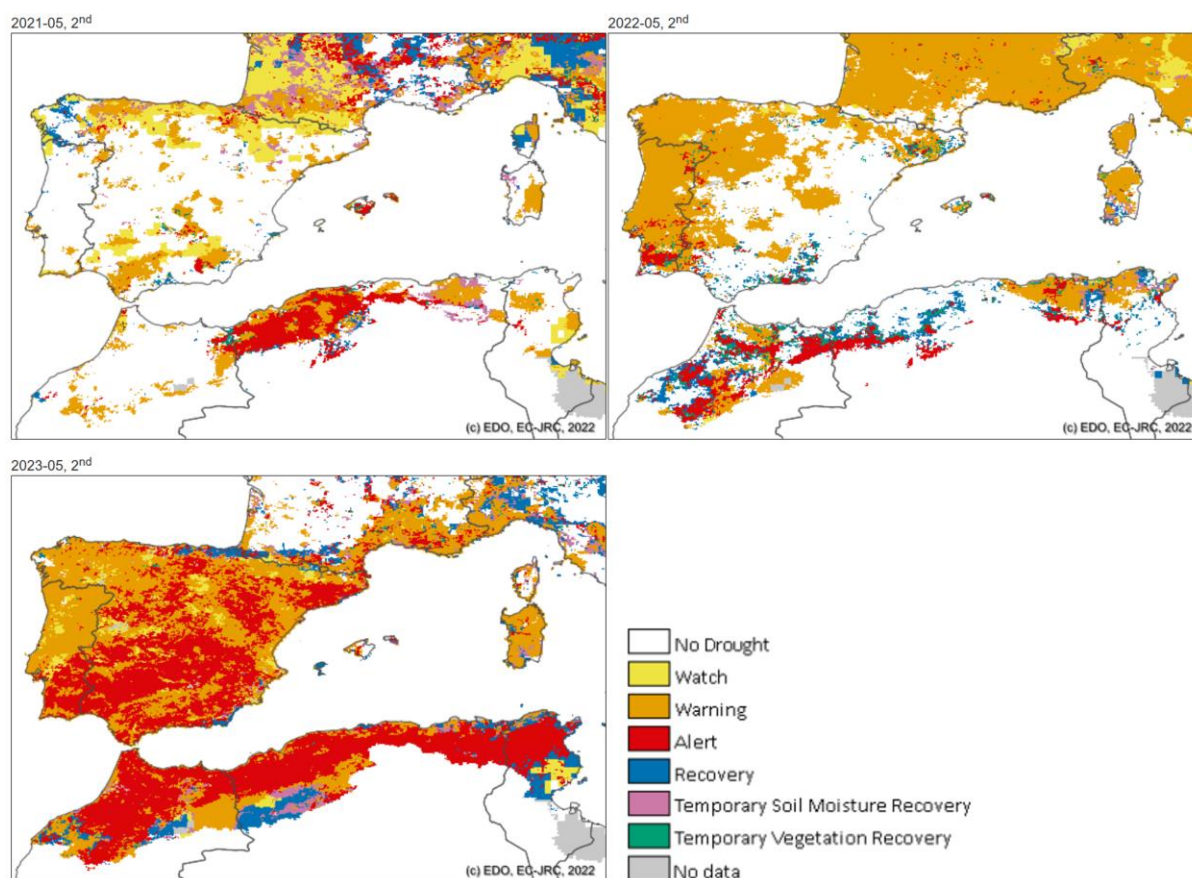 2021-05, 2nd
2022-05, 2nd
(c) EDO, EC-JRC, 2022
(c) EDO, EC-JRC, 2022
2023-05, 2nd
No Drought
Watch
Warning
Alert
Recovery
Temporary Soil Moisture Recovery
Temporary Vegetation Recovery
No data
(c) EDO, EC-JRC, 2022